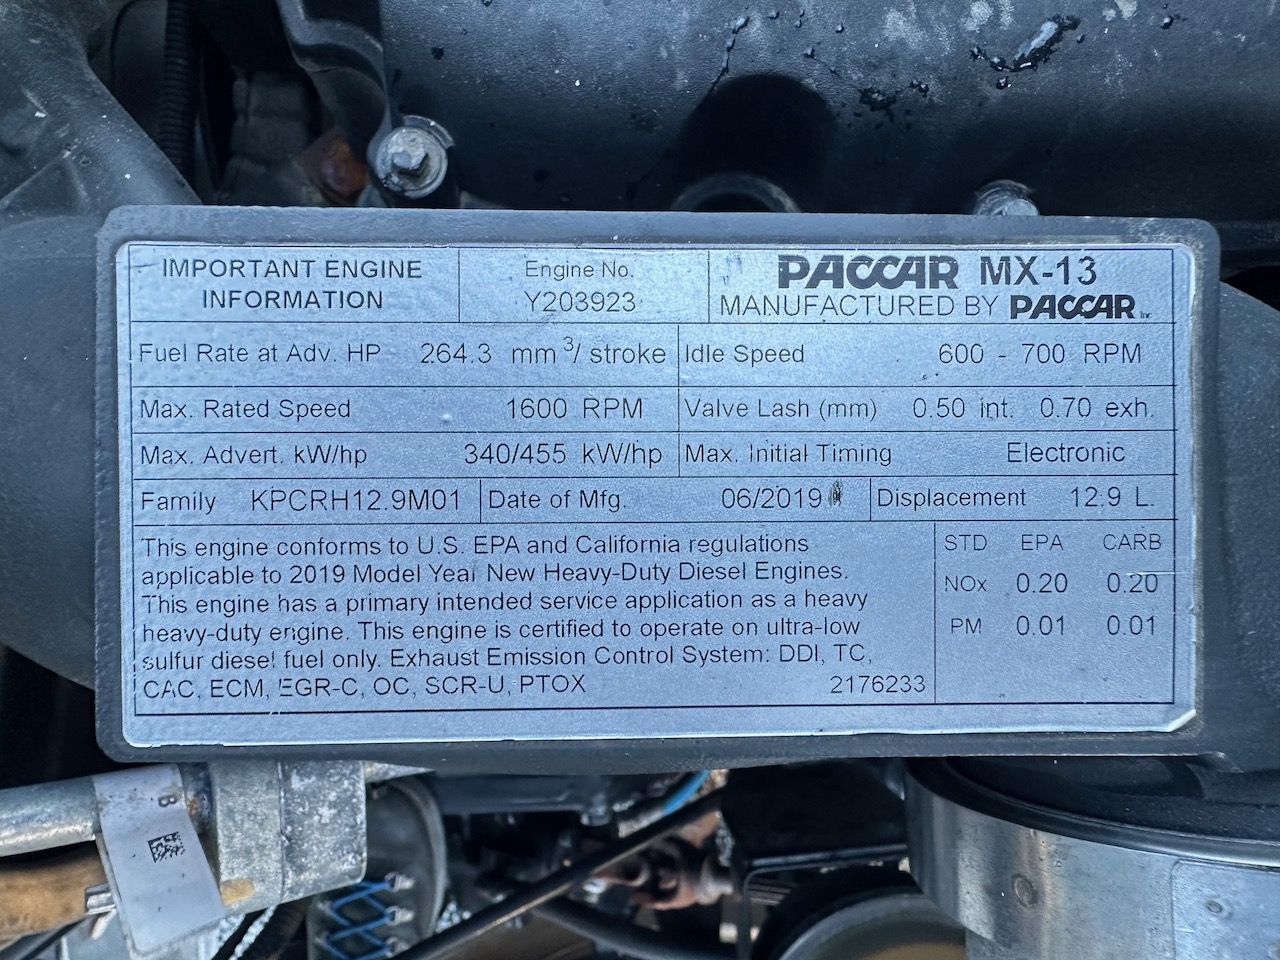 IMPORTANT ENGINE
INFORMATION
Engine No.
Y203923
PACCAR MX-13
MANUFACTURED BY PACCAR Inc
Fuel Rate at Adv. HP 264.3 mm³/ stroke
Idle Speed 600 - 700 RPM
Max. Rated Speed 1600 RPM
Valve Lash (mm) 0.50 int. 0.70 exh.
Max. Advert. kW/hp 340/455 kW/hp
Max. Initial Timing Electronic
Family KPCRH12.9M01
Date of Mfg. 06/2019
Displacement 12.9 L.
This engine conforms to U.S. EPA and California regulations
applicable to 2019 Model Year New Heavy-Duty Diesel Engines.
This engine has a primary intended service application as a heavy
heavy-duty engine. This engine is certified to operate on ultra-low
sulfur diesel fuel only. Exhaust Emission Control System: DDI, TC,
CAC, ECM, EGR-C, OC, SCR-U, PTOX 2176233
STD EPA CARB
NOx 0.20 0.20
PM 0.01 0.01
B